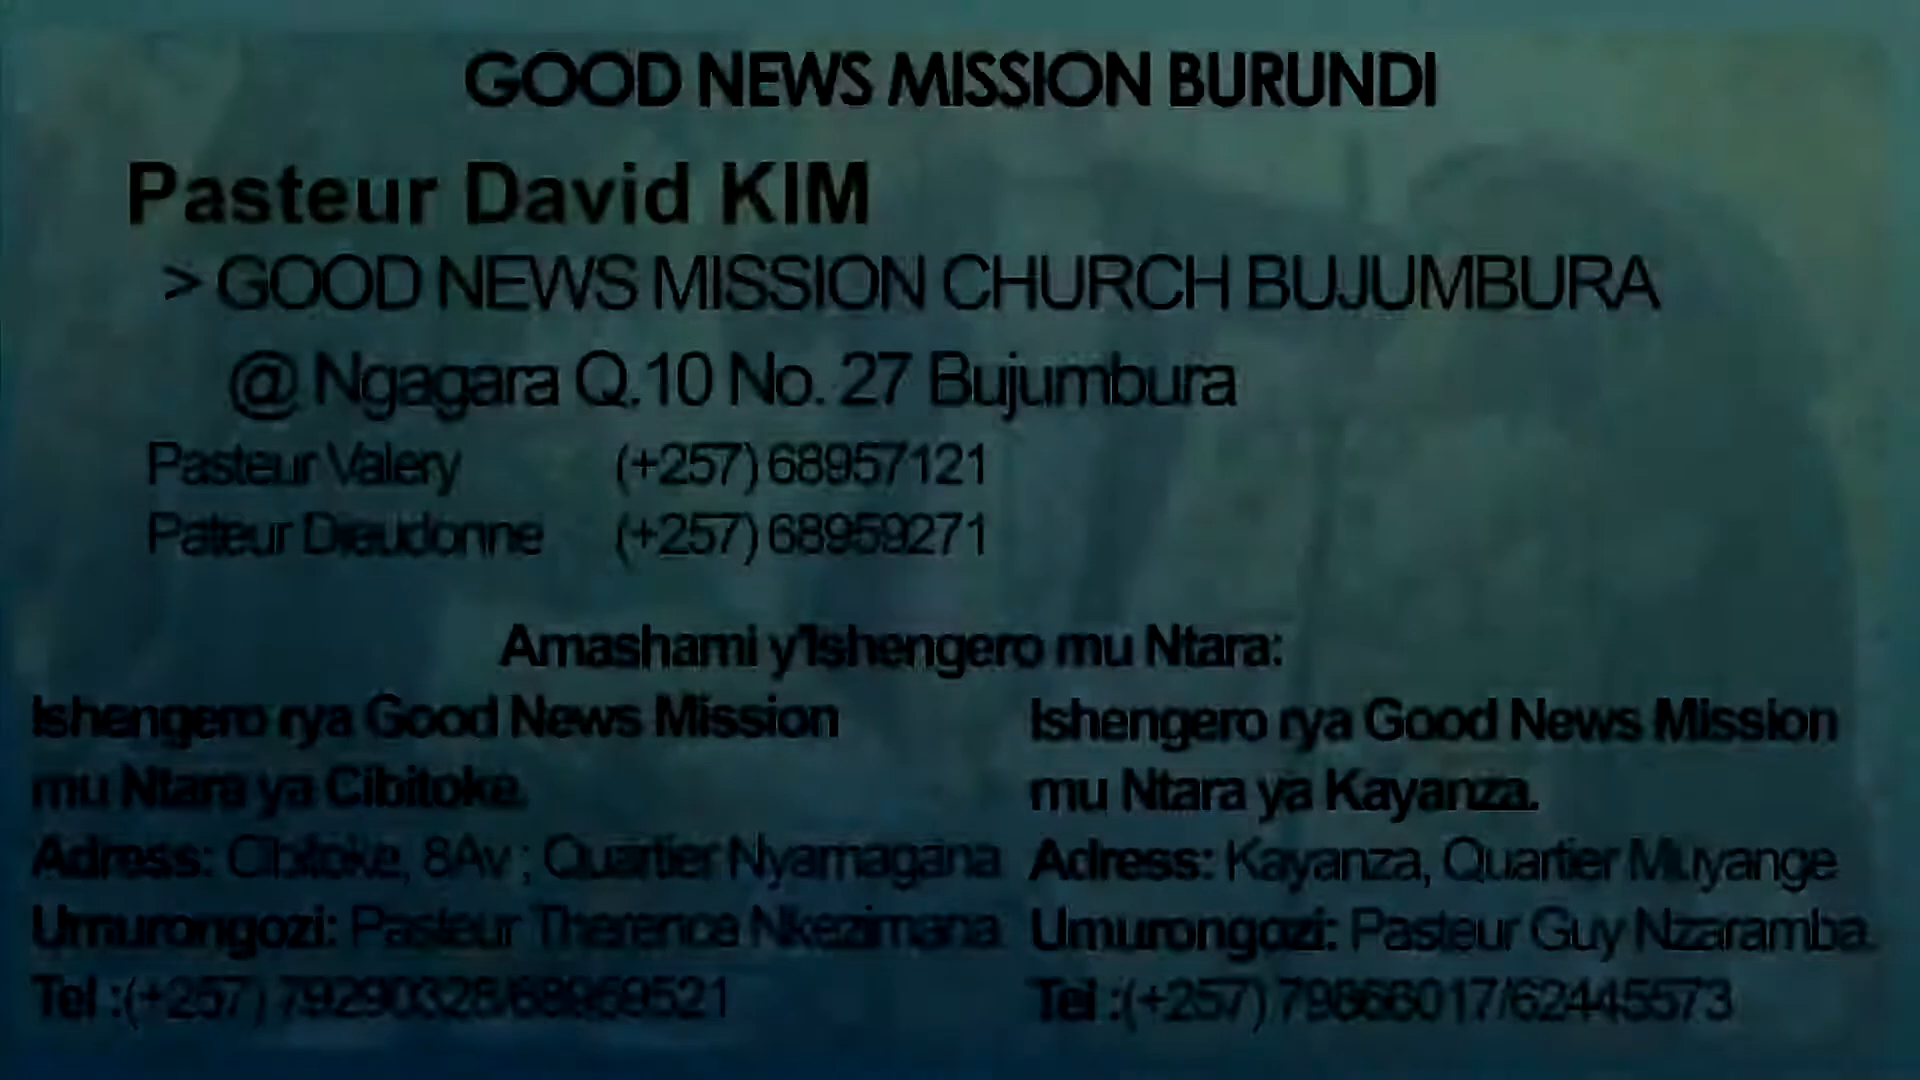 GOOD NEWS MISSION BURUNDI
Pasteur David KIM
> GOOD NEWS MISSION CHURCH BUJUMBURA
@ Ngagara Q.10 No. 27 Bujumbura
Pasteur Valery (+257) 68957121
Pateur Dieudonne (+257) 68959271
Amashami y'Ishengero mu Ntara:
Ishengero rya Good News Mission
mu Ntara ya Cibitoke.
Adress: Cibitoke, 8Av ; Quartier Nyamagana
Umurongozi: Pasteur Therence Nkezimana
Tel :(+257)
Ishengero rya Good News Mission
mu Ntara ya Kayanza.
Adress: Kayanza, Quartier Muyange
Umurongozi: Pasteur Guy Nzaramba.
Tel :(+257)